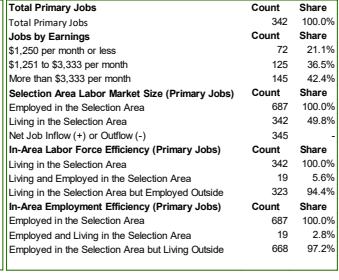 Total Primary Jobs Count Share
Total Primary Jobs 342 100.0%
Jobs by Earnings Count Share
$1,250 per month or less 72 21.1%
$1,251 to $3,333 per month 125 36.5%
More than $3,333 per month 145 42.4%
Selection Area Labor Market Size (Primary Jobs) Count Share
Employed in the Selection Area 687 100.0%
Living in the Selection Area 342 49.8%
Net Job Inflow (+) or Outflow (-) 345 -
In-Area Labor Force Efficiency (Primary Jobs) Count Share
Living in the Selection Area 342 100.0%
Living and Employed in the Selection Area 19 5.6%
Living in the Selection Area but Employed Outside 323 94.4%
In-Area Employment Efficiency (Primary Jobs) Count Share
Employed in the Selection Area 687 100.0%
Employed and Living in the Selection Area 19 2.8%
Employed in the Selection Area but Living Outside 668 97.2%